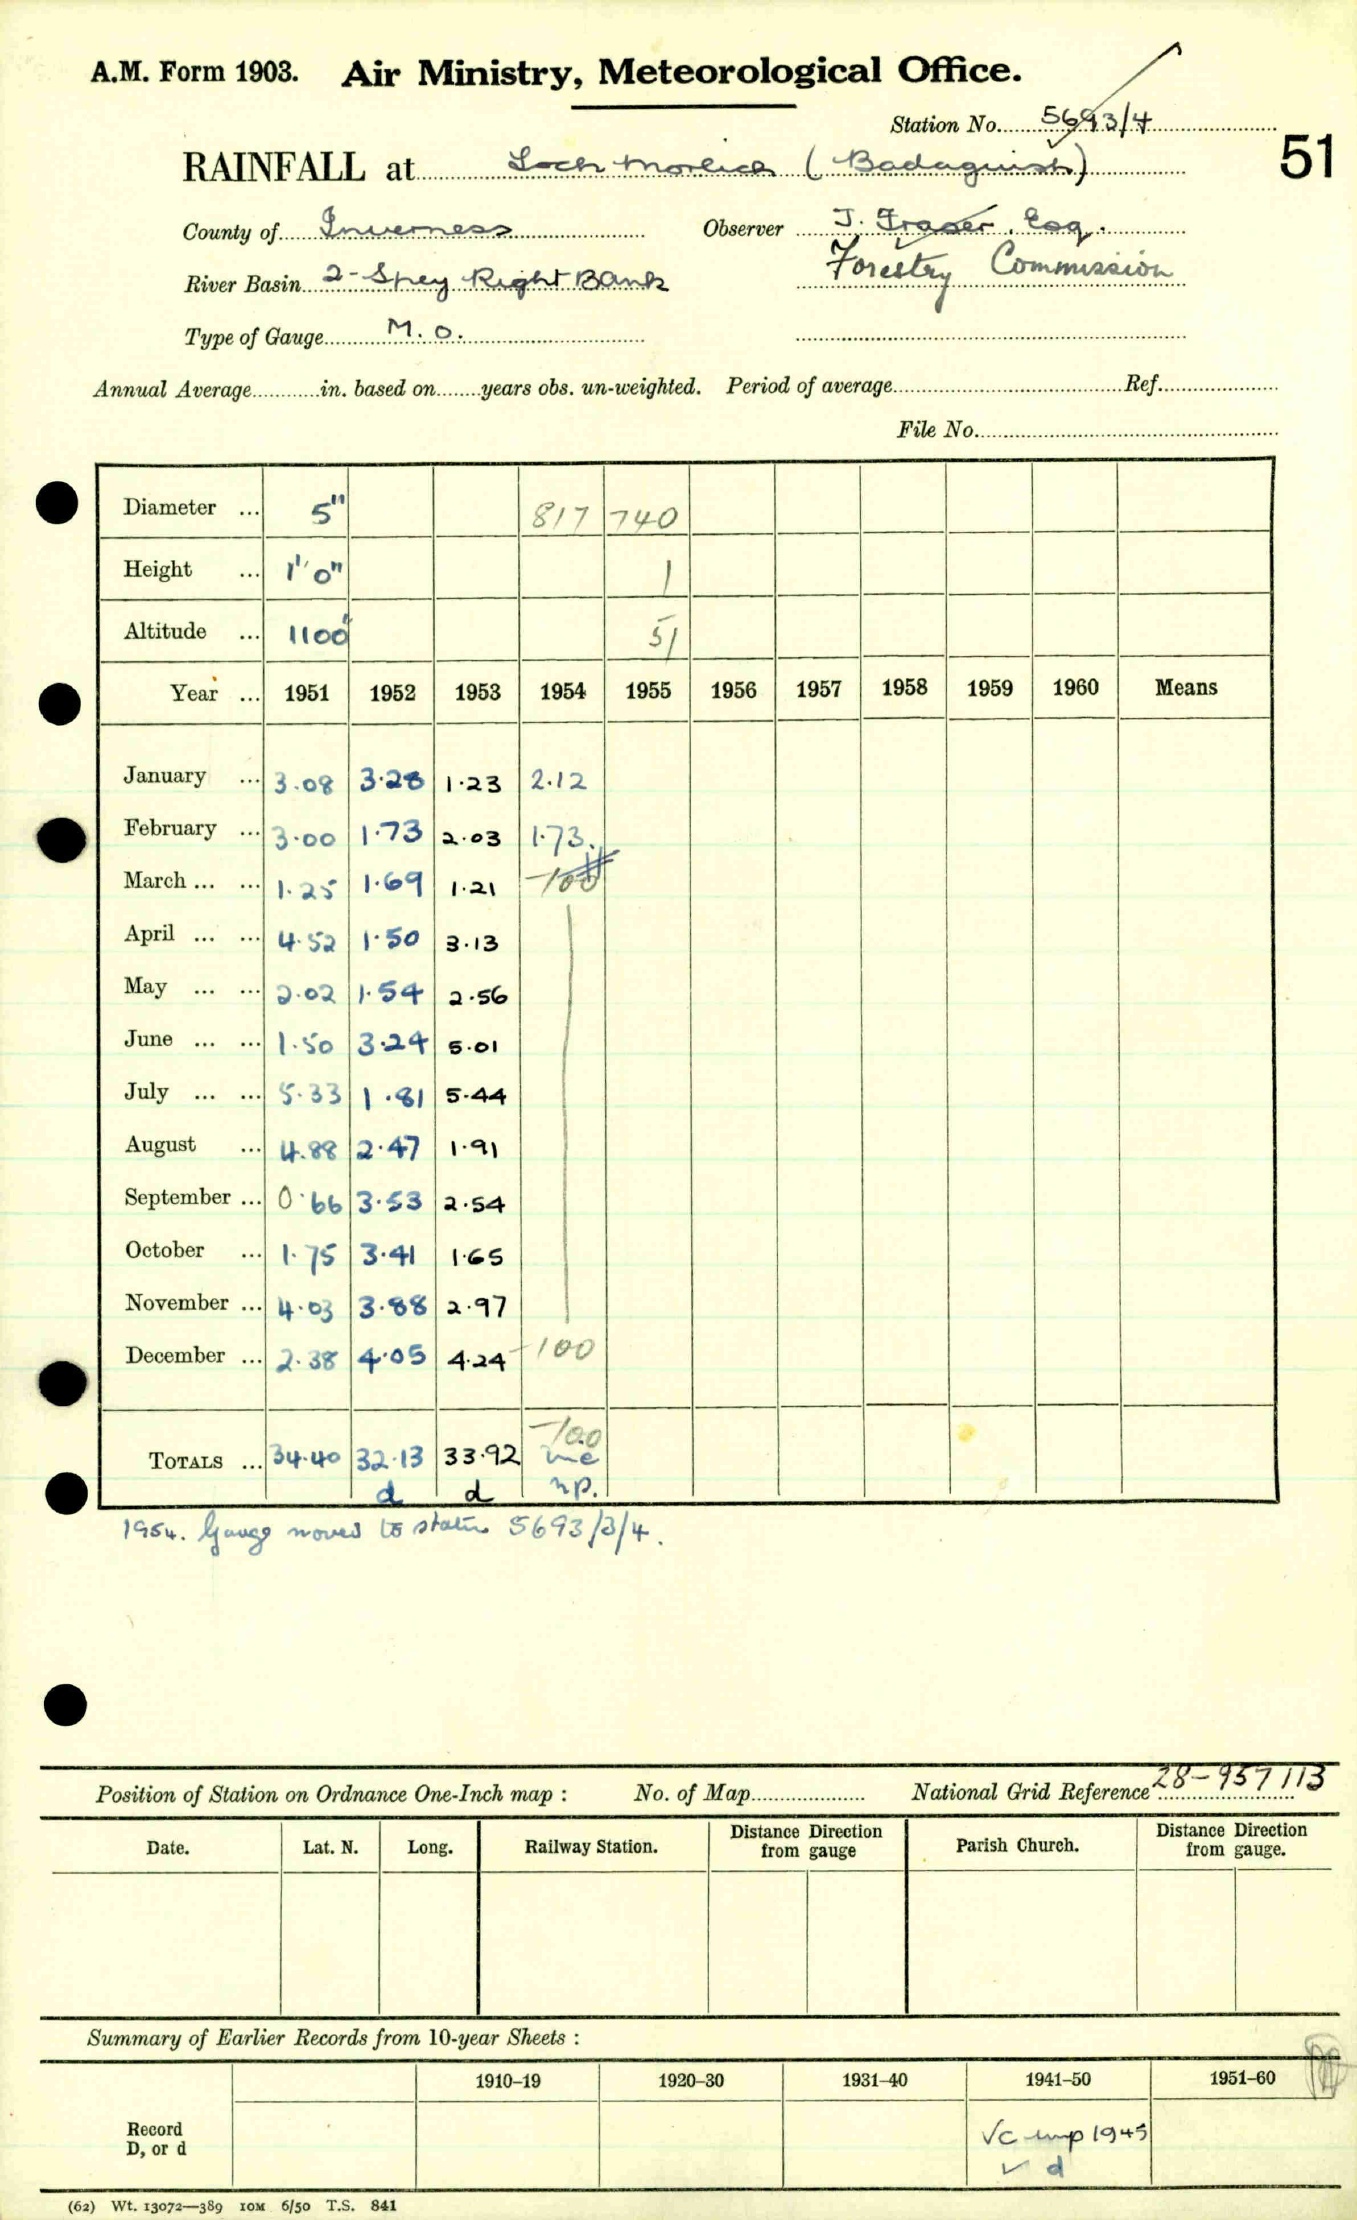 A.M. Form 1903. Air Ministry, Meteorological Office.
Station No. 5693/4
51
RAINFALL at Loch Morlich (Badaguish)
County of Inverness Observer J. Fraser. Esq.
Forestry Commission
River Basin 2-Spey Right Bank
Type of Gauge M.O.
Annual Average in. based on years obs. un-weighted. Period of average Ref.
File No.
Diameter ... 5" 817 740
Height ... 1' 0" 1
Altitude ... 1100' 51
Year ... 1951 1952 1953 1954 1955 1956 1957 1958 1959 1960 Means
January ... 3.08 3.28 1.23 2.12
February ... 3.00 1.73 2.03 1.73.
March ... ... 1.25 1.69 1.21 -100
April ... ... 4.52 1.50 3.13
May ... ... 2.02 1.54 2.56
June ... ... 1.50 3.24 5.01
July ... ... 5.33 1.81 5.44
August ... 4.88 2.47 1.91
September ... 0.66 3.53 2.54
October ... 1.75 3.41 1.65
November ... 4.03 3.88 2.97
December ... 2.38 4.05 4.24 -100
-100
TOTALS ... 34.40 32.13 33.92
d d np.
1954. Gauge moved to station 5693/3/4.
Position of Station on Ordnance One-Inch map : No. of Map National Grid Reference 28-957113
Date. Lat. N. Long. Railway Station. Distance from gauge Direction Parish Church. Distance from gauge. Direction
Summary of Earlier Records from 10-year Sheets :
1910-19 1920-30 1931-40 1941-50 1951-60
Record D, or d √c 1945
✓ d
(62) Wt. 13072—389 10M 6/50 T.S. 841